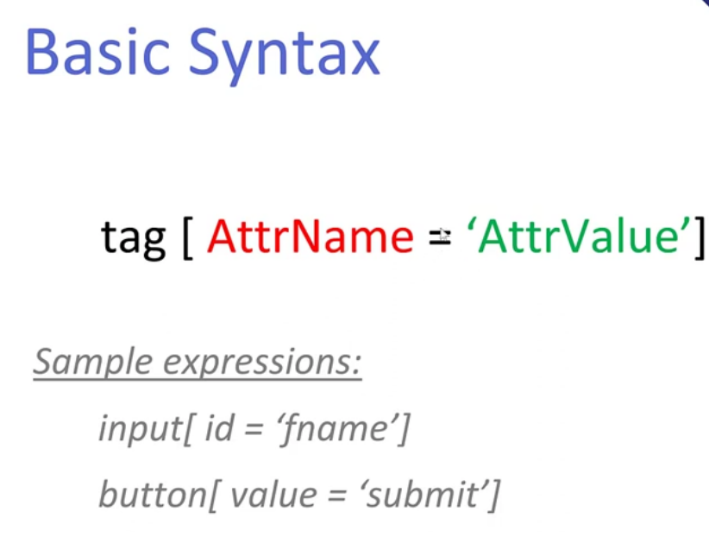 Basic Syntax
tag [ AttrName = ‘AttrValue’]
Sample expressions:
input[ id = ‘fname’]
button[ value = ‘submit’]